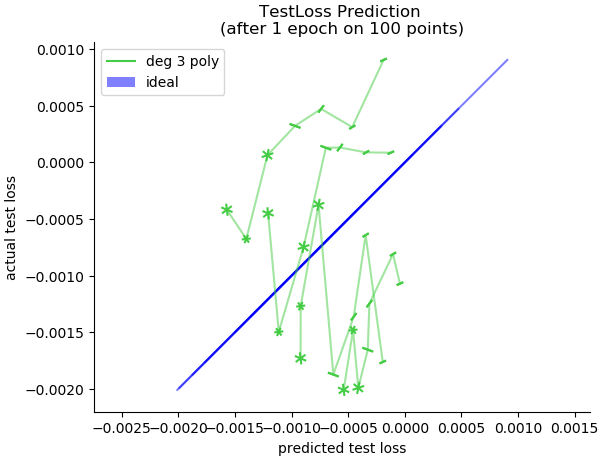 TestLoss Prediction
(after 1 epoch on 100 points)
deg 3 poly
ideal
actual test loss
0.0010
0.0005
0.0000
−0.0005
−0.0010
−0.0015
−0.0020
−0.0025 −0.0020 −0.0015 −0.0010 −0.0005 0.0000 0.0005 0.0010 0.0015
predicted test loss